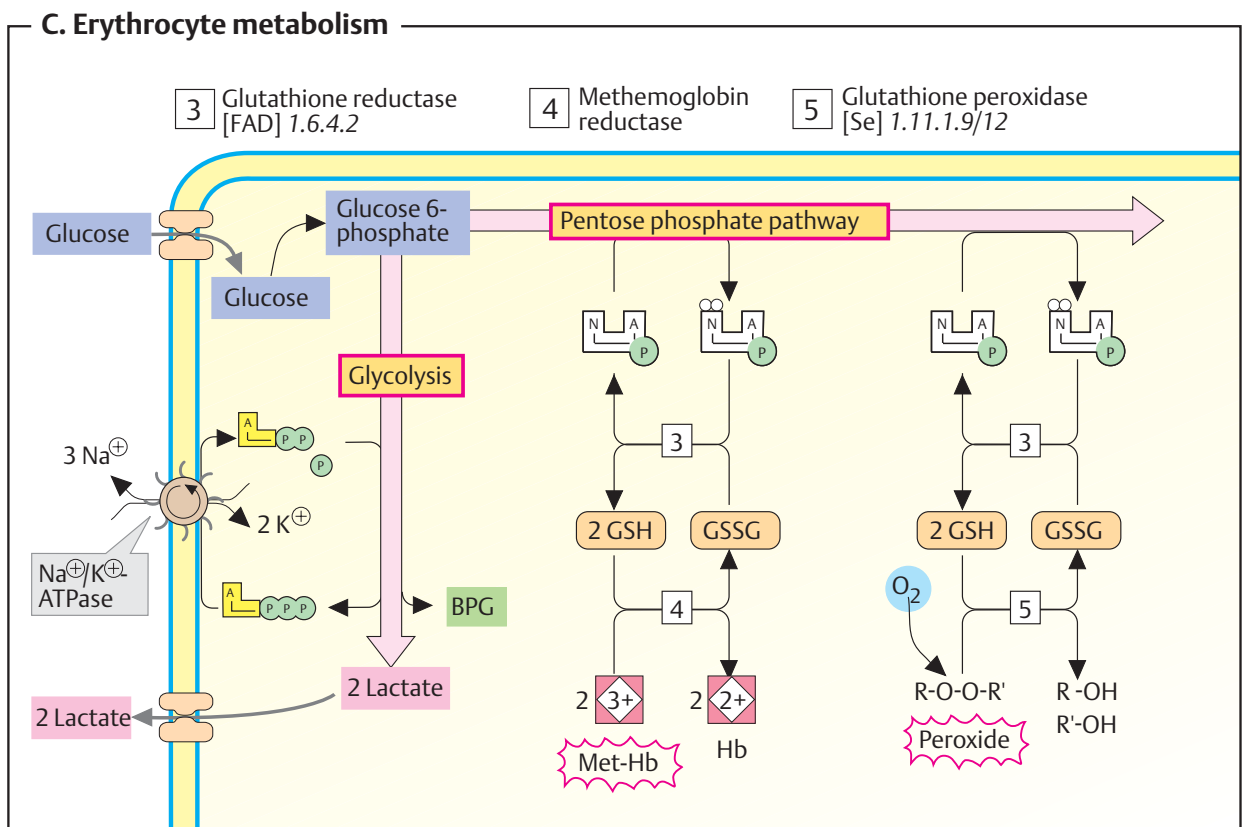 C. Erythrocyte metabolism
3 Glutathione reductase
[FAD] 1.6.4.2
4 Methemoglobin
reductase
5 Glutathione peroxidase
[Se] 1.11.1.9/12
Glucose
Glucose
Glucose 6-
phosphate
Pentose phosphate pathway
N A
P
N A
P
N A
P
N A
P
Glycolysis
A
P P
P
3 Na⊕
2 K⊕
Na⊕/K⊕-
ATPase
A
P P P
BPG
2 Lactate
2 Lactate
3
2 GSH
GSSG
4
2 3+
2 2+
Met-Hb
Hb
3
2 GSH
GSSG
O₂
5
R-O-O-R'
R-OH
R'-OH
Peroxide